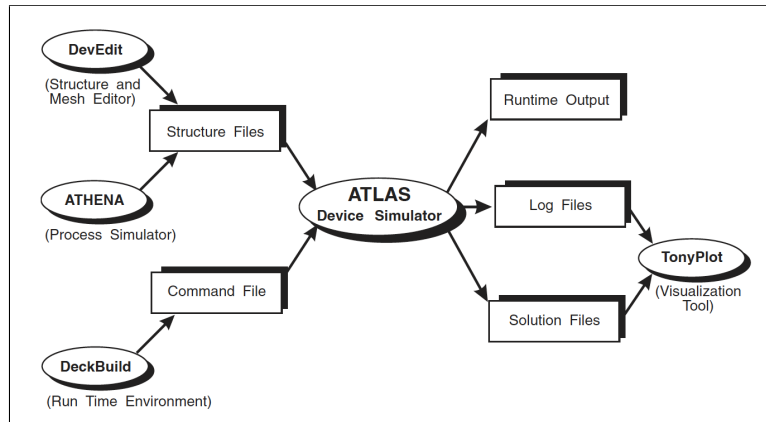 DevEdit
(Structure and
Mesh Editor)
Structure Files
ATHENA
(Process Simulator)
Command File
DeckBuild
(Run Time Environment)
ATLAS
Device Simulator
Runtime Output
Log Files
Solution Files
TonyPlot
(Visualization
Tool)